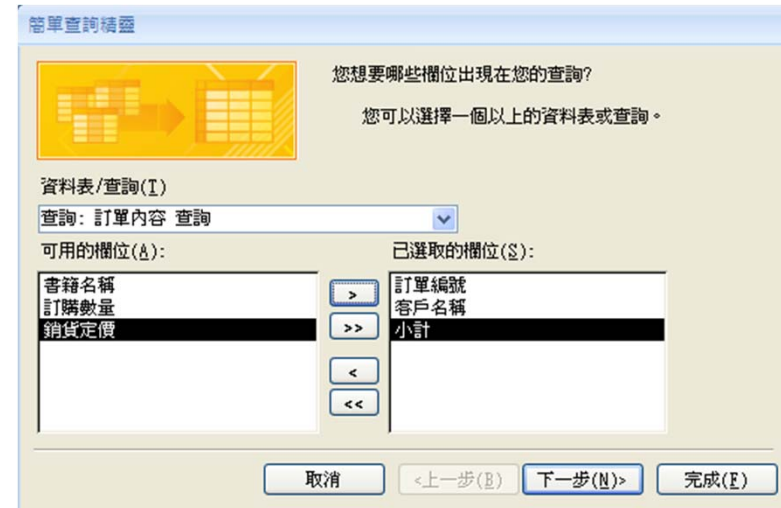 簡單查詢精靈
您想要哪些欄位出現在您的查詢?
您可以選擇一個以上的資料表或查詢。
資料表/查詢(T)
查詢: 訂單內容 查詢
可用的欄位(A):
已選取的欄位(S):
書籍名稱
訂購數量
銷貨定價
>
>>
<
<<
訂單編號
客戶名稱
小計
取消
<上一步(B)
下一步(N)>
完成(F)